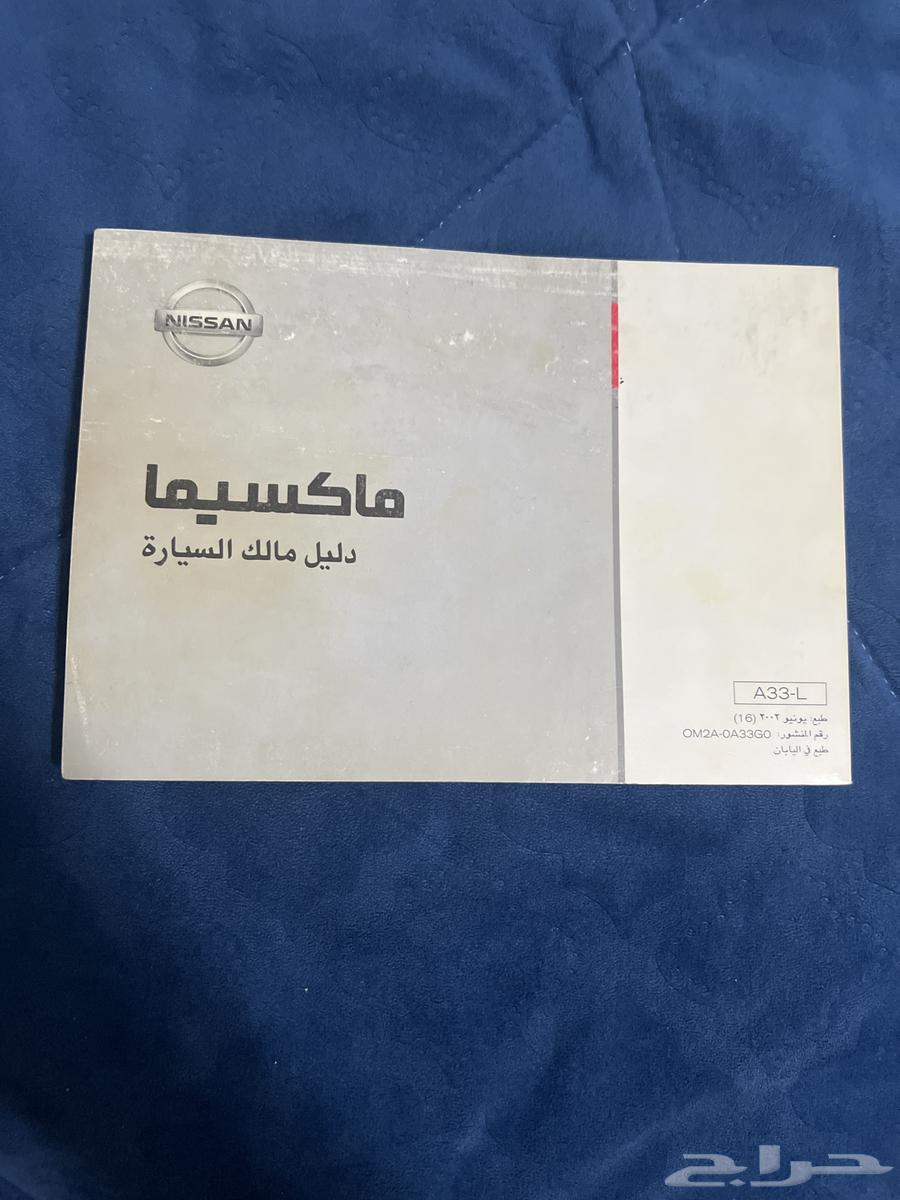 NISSAN
ماكسيما
دليل مالك السيارة
A33-L
طبع: يونيو ٢٠٠٢ (16)
رقم المنشور: OM2A-0A33G0
طبع في اليابان
حراج